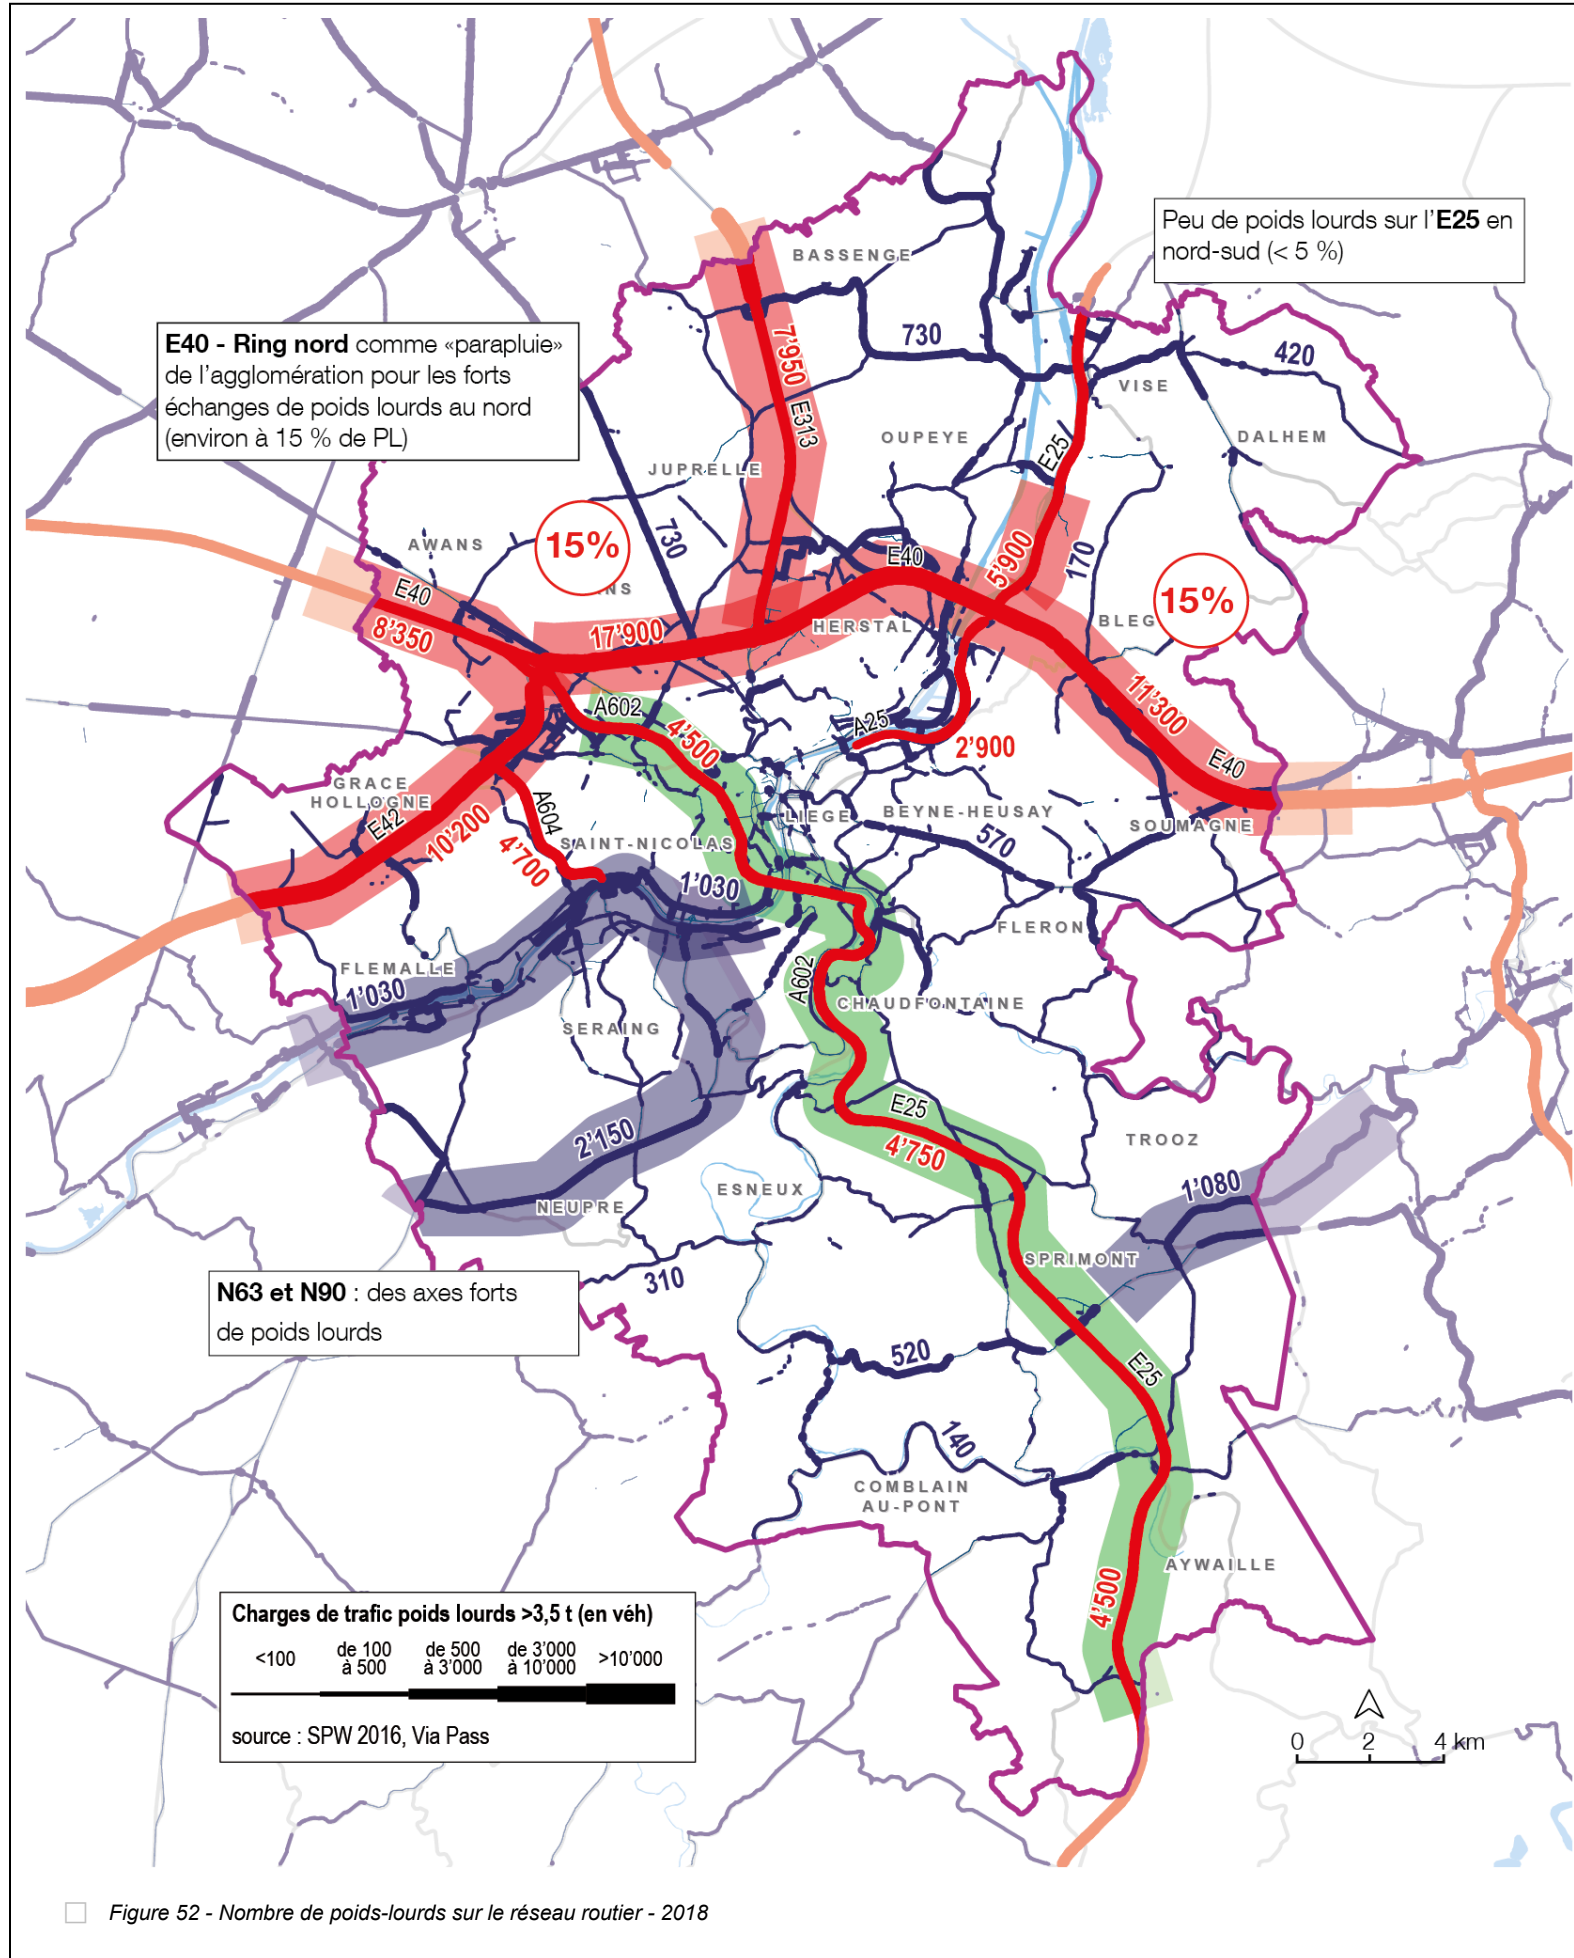 BASSENGE
Peu de poids lourds sur l'E25 en
nord-sud (< 5 %)
E40 - Ring nord comme «parapluie»
de l'agglomération pour les forts
échanges de poids lourds au nord
(environ à 15 % de PL)
7'950
E313
730
420
VISE
OUPEYE
DALHEM
E25
JUPRELLE
730
15%
AWANS
NS
E40
E40
5'900
170
15%
BLEG
8'350
17'900
HERSTAL
11'300
A602
4'500
A25
2'900
E40
GRACE
HOLLOGNE
E42
10'200
A604
4'700
SAINT-NICOLAS
LIEGE
BEYNE-HEUSAY
570
SOUMAGNE
1'030
FLERON
FLEMALLE
1'030
A602
CHAUDFONTAINE
SERAING
E25
4'750
2'150
TROOZ
1'080
NEUPRE
ESNEUX
SPRIMONT
310
N63 et N90 : des axes forts
de poids lourds
520
E25
140
COMBLAIN
AU-PONT
AYWAILLE
4'500
Charges de trafic poids lourds >3,5 t (en véh)
<100
de 100
à 500
de 500
à 3'000
de 3'000
à 10'000
>10'000
source : SPW 2016, Via Pass
0 2 4 km
Figure 52 - Nombre de poids-lourds sur le réseau routier - 2018